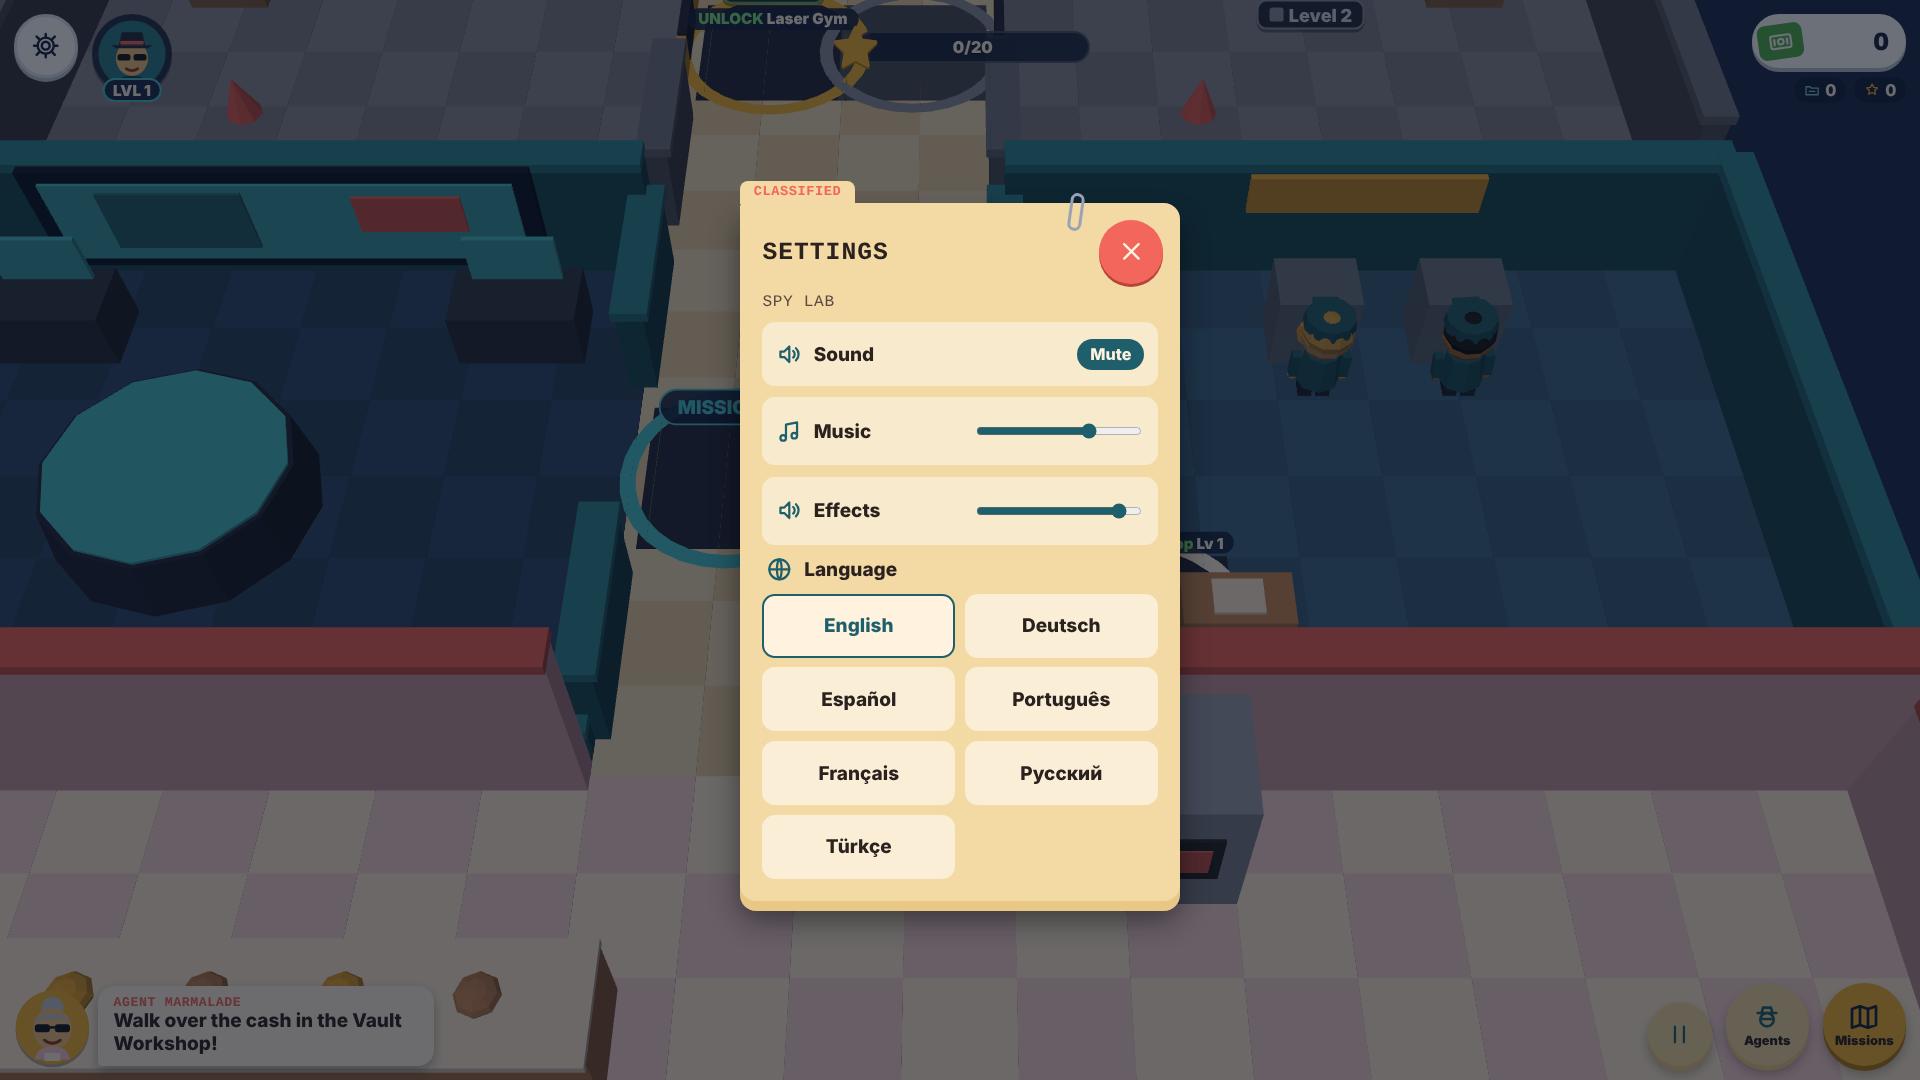 UNLOCK Laser Gym
Level 2
0/20
0
LVL 1
0
0
CLASSIFIED
SETTINGS
SPY LAB
Sound
Mute
Music
Effects
Lv 1
Language
English
Deutsch
Español
Português
Français
Русский
Türkçe
AGENT MARMALADE
Walk over the cash in the Vault
Workshop!
Agents
Missions